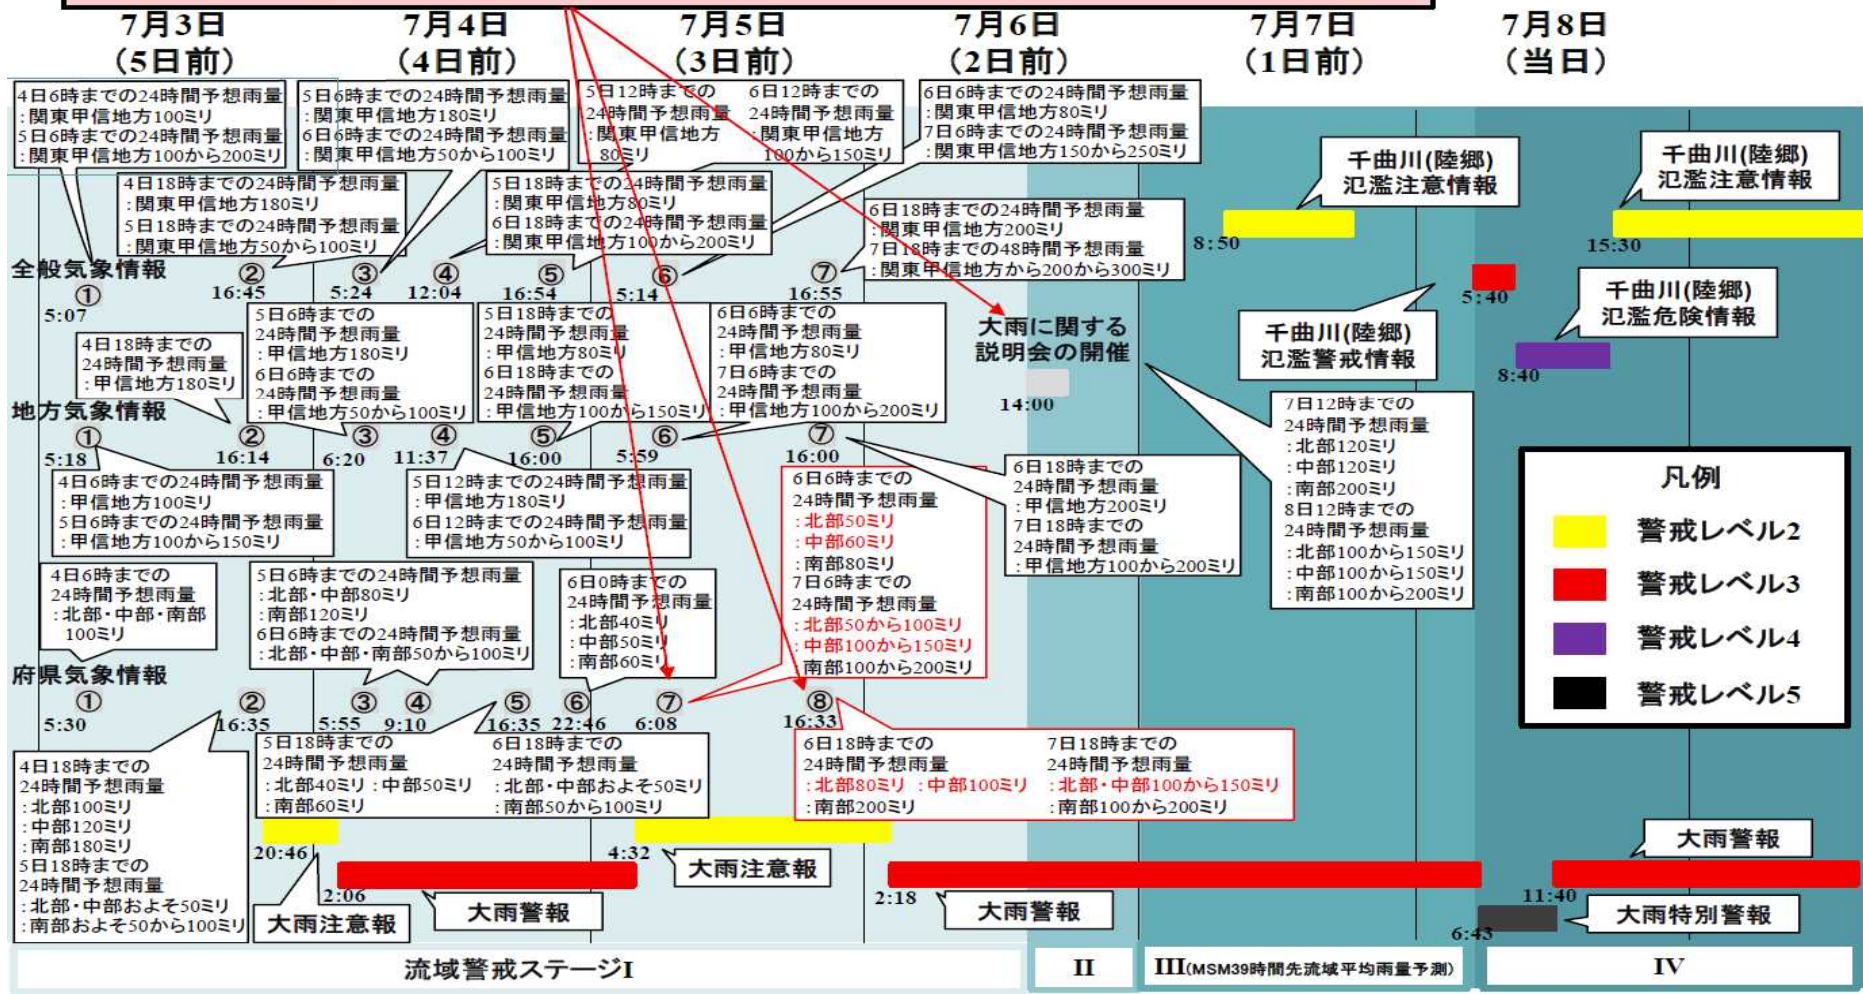 7月3日
(5日前)
7月4日
(4日前)
7月5日
(3日前)
7月6日
(2日前)
7月7日
(1日前)
7月8日
(当日)
4日6時までの24時間予想雨量
:関東甲信地方100ミリ
5日6時までの24時間予想雨量
:関東甲信地方100から200ミリ
5日6時までの24時間予想雨量
:関東甲信地方180ミリ
6日6時までの24時間予想雨量
:関東甲信地方50から100ミリ
5日12時までの
24時間予想雨量
:関東甲信地方
80ミリ
6日12時までの
24時間予想雨量
:関東甲信地方
100から150ミリ
6日6時までの24時間予想雨量
:関東甲信地方80ミリ
7日6時までの24時間予想雨量
:関東甲信地方150から250ミリ
4日18時までの24時間予想雨量
:関東甲信地方180ミリ
5日18時までの24時間予想雨量
:関東甲信地方50から100ミリ
5日18時までの24時間予想雨量
:関東甲信地方80ミリ
6日18時までの24時間予想雨量
:関東甲信地方100から200ミリ
6日18時までの24時間予想雨量
:関東甲信地方200ミリ
7日18時までの48時間予想雨量
:関東甲信地方から200から300ミリ
千曲川(陸郷)
氾濫注意情報
8:50
千曲川(陸郷)
氾濫注意情報
15:30
全般気象情報
① ② ③ ④ ⑤ ⑥ ⑦
5:07 16:45 5:24 12:04 16:54 5:14 16:55
5:40
千曲川(陸郷)
氾濫警戒情報
千曲川(陸郷)
氾濫危険情報
8:40
大雨に関する
説明会の開催
14:00
4日18時までの
24時間予想雨量
:甲信地方180ミリ
5日6時までの
24時間予想雨量
:甲信地方180ミリ
6日6時までの
24時間予想雨量
:甲信地方50から100ミリ
5日18時までの
24時間予想雨量
:甲信地方80ミリ
6日18時までの
24時間予想雨量
:甲信地方100から150ミリ
6日6時までの
24時間予想雨量
:甲信地方80ミリ
7日6時までの
24時間予想雨量
:甲信地方100から200ミリ
地方気象情報
① ② ③ ④ ⑤ ⑥ ⑦
5:18 16:14 6:20 11:37 16:00 5:59 16:00
4日6時までの24時間予想雨量
:甲信地方100ミリ
5日6時までの24時間予想雨量
:甲信地方100から150ミリ
5日12時までの24時間予想雨量
:甲信地方180ミリ
6日12時までの24時間予想雨量
:甲信地方50から100ミリ
6日18時までの
24時間予想雨量
:甲信地方200ミリ
7日18時までの
24時間予想雨量
:甲信地方100から200ミリ
7日12時までの
24時間予想雨量
:北部120ミリ
:中部120ミリ
:南部200ミリ
8日12時までの
24時間予想雨量
:北部100から150ミリ
:中部100から150ミリ
:南部100から200ミリ
4日6時までの
24時間予想雨量
:北部・中部・南部
100ミリ
5日6時までの24時間予想雨量
:北部・中部80ミリ
:南部120ミリ
6日6時までの24時間予想雨量
:北部・中部・南部50から100ミリ
6日0時までの
24時間予想雨量
:北部40ミリ
:中部50ミリ
:南部60ミリ
6日6時までの
24時間予想雨量
:北部50ミリ
:中部60ミリ
:南部80ミリ
7日6時までの
24時間予想雨量
:北部50から100ミリ
:中部100から150ミリ
:南部100から200ミリ
府県気象情報
① ② ③ ④ ⑤ ⑥ ⑦ ⑧
5:30 16:35 5:55 9:10 16:35 22:46 6:08 16:33
4日18時までの
24時間予想雨量
:北部100ミリ
:中部120ミリ
:南部180ミリ
5日18時までの
24時間予想雨量
:北部・中部およそ50ミリ
:南部およそ50から100ミリ
5日18時までの
24時間予想雨量
:北部40ミリ :中部50ミリ
:南部60ミリ
6日18時までの
24時間予想雨量
:北部・中部およそ50ミリ
:南部50から100ミリ
6日18時までの
24時間予想雨量
:北部80ミリ :中部100ミリ
:南部200ミリ
7日18時までの
24時間予想雨量
:北部・中部100から150ミリ
:南部100から200ミリ
20:46
大雨注意報
2:06
大雨警報
4:32
大雨注意報
2:18
大雨警報
大雨警報
11:40
大雨特別警報
6:43
凡例
警戒レベル2
警戒レベル3
警戒レベル4
警戒レベル5
流域警戒ステージI
II
III(MSM39時間先流域平均雨量予測)
IV